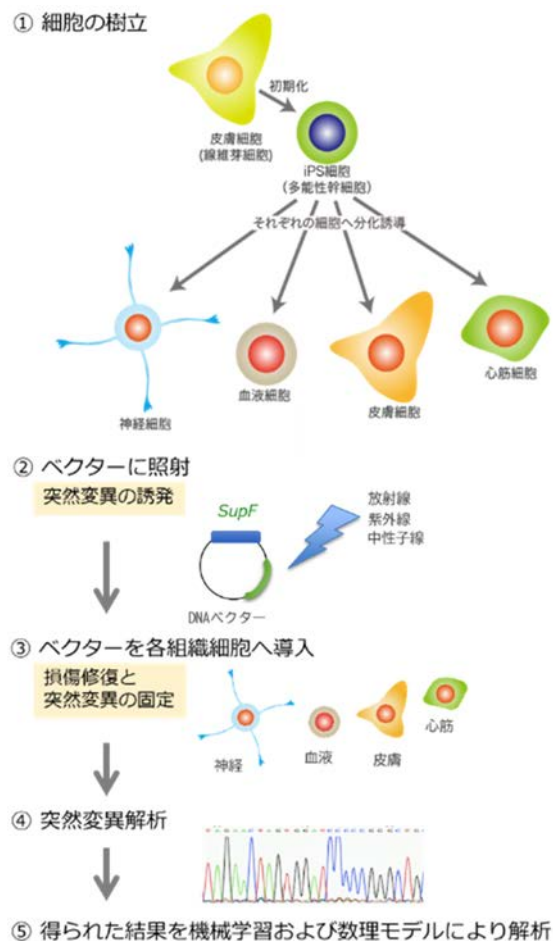 ① 細胞の樹立
初期化
皮膚細胞
(線維芽細胞)
iPS細胞
(多能性幹細胞)
それぞれの細胞へ分化誘導
神経細胞
血液細胞
皮膚細胞
心筋細胞
② ベクターに照射
突然変異の誘発
SupF
放射線
紫外線
中性子線
DNAベクター
③ ベクターを各組織細胞へ導入
損傷修復と
突然変異の固定
神経
血液
皮膚
心筋
④ 突然変異解析
⑤ 得られた結果を機械学習および数理モデルにより解析